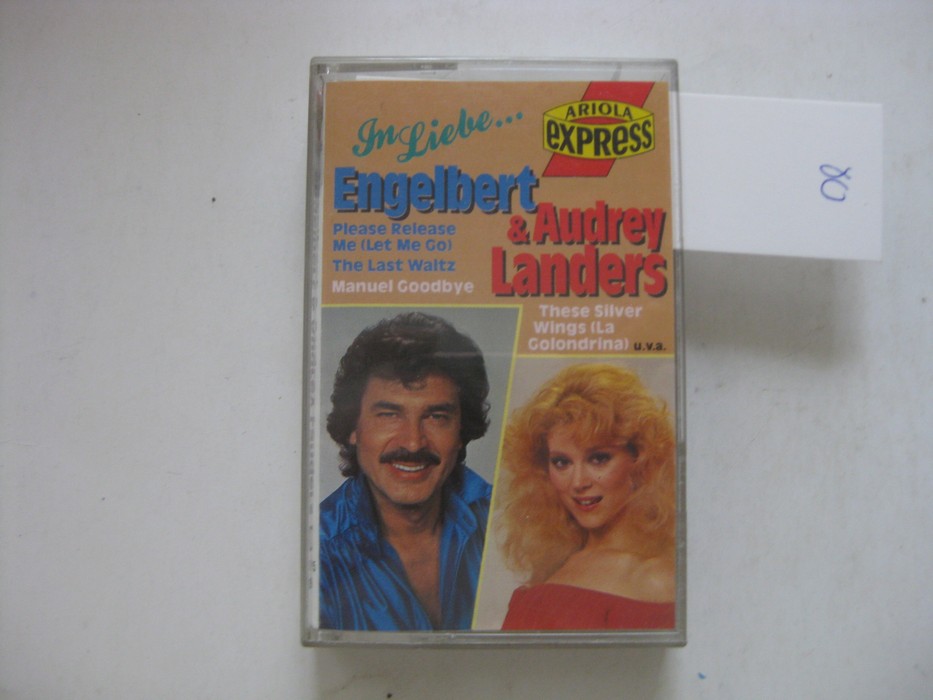 In Liebe...
ARIOLA
EXPRESS
Engelbert
& Audrey
Landers
Please Release
Me (Let Me Go)
The Last Waltz
Manuel Goodbye
These Silver
Wings (La
Golondrina) u.v.a.